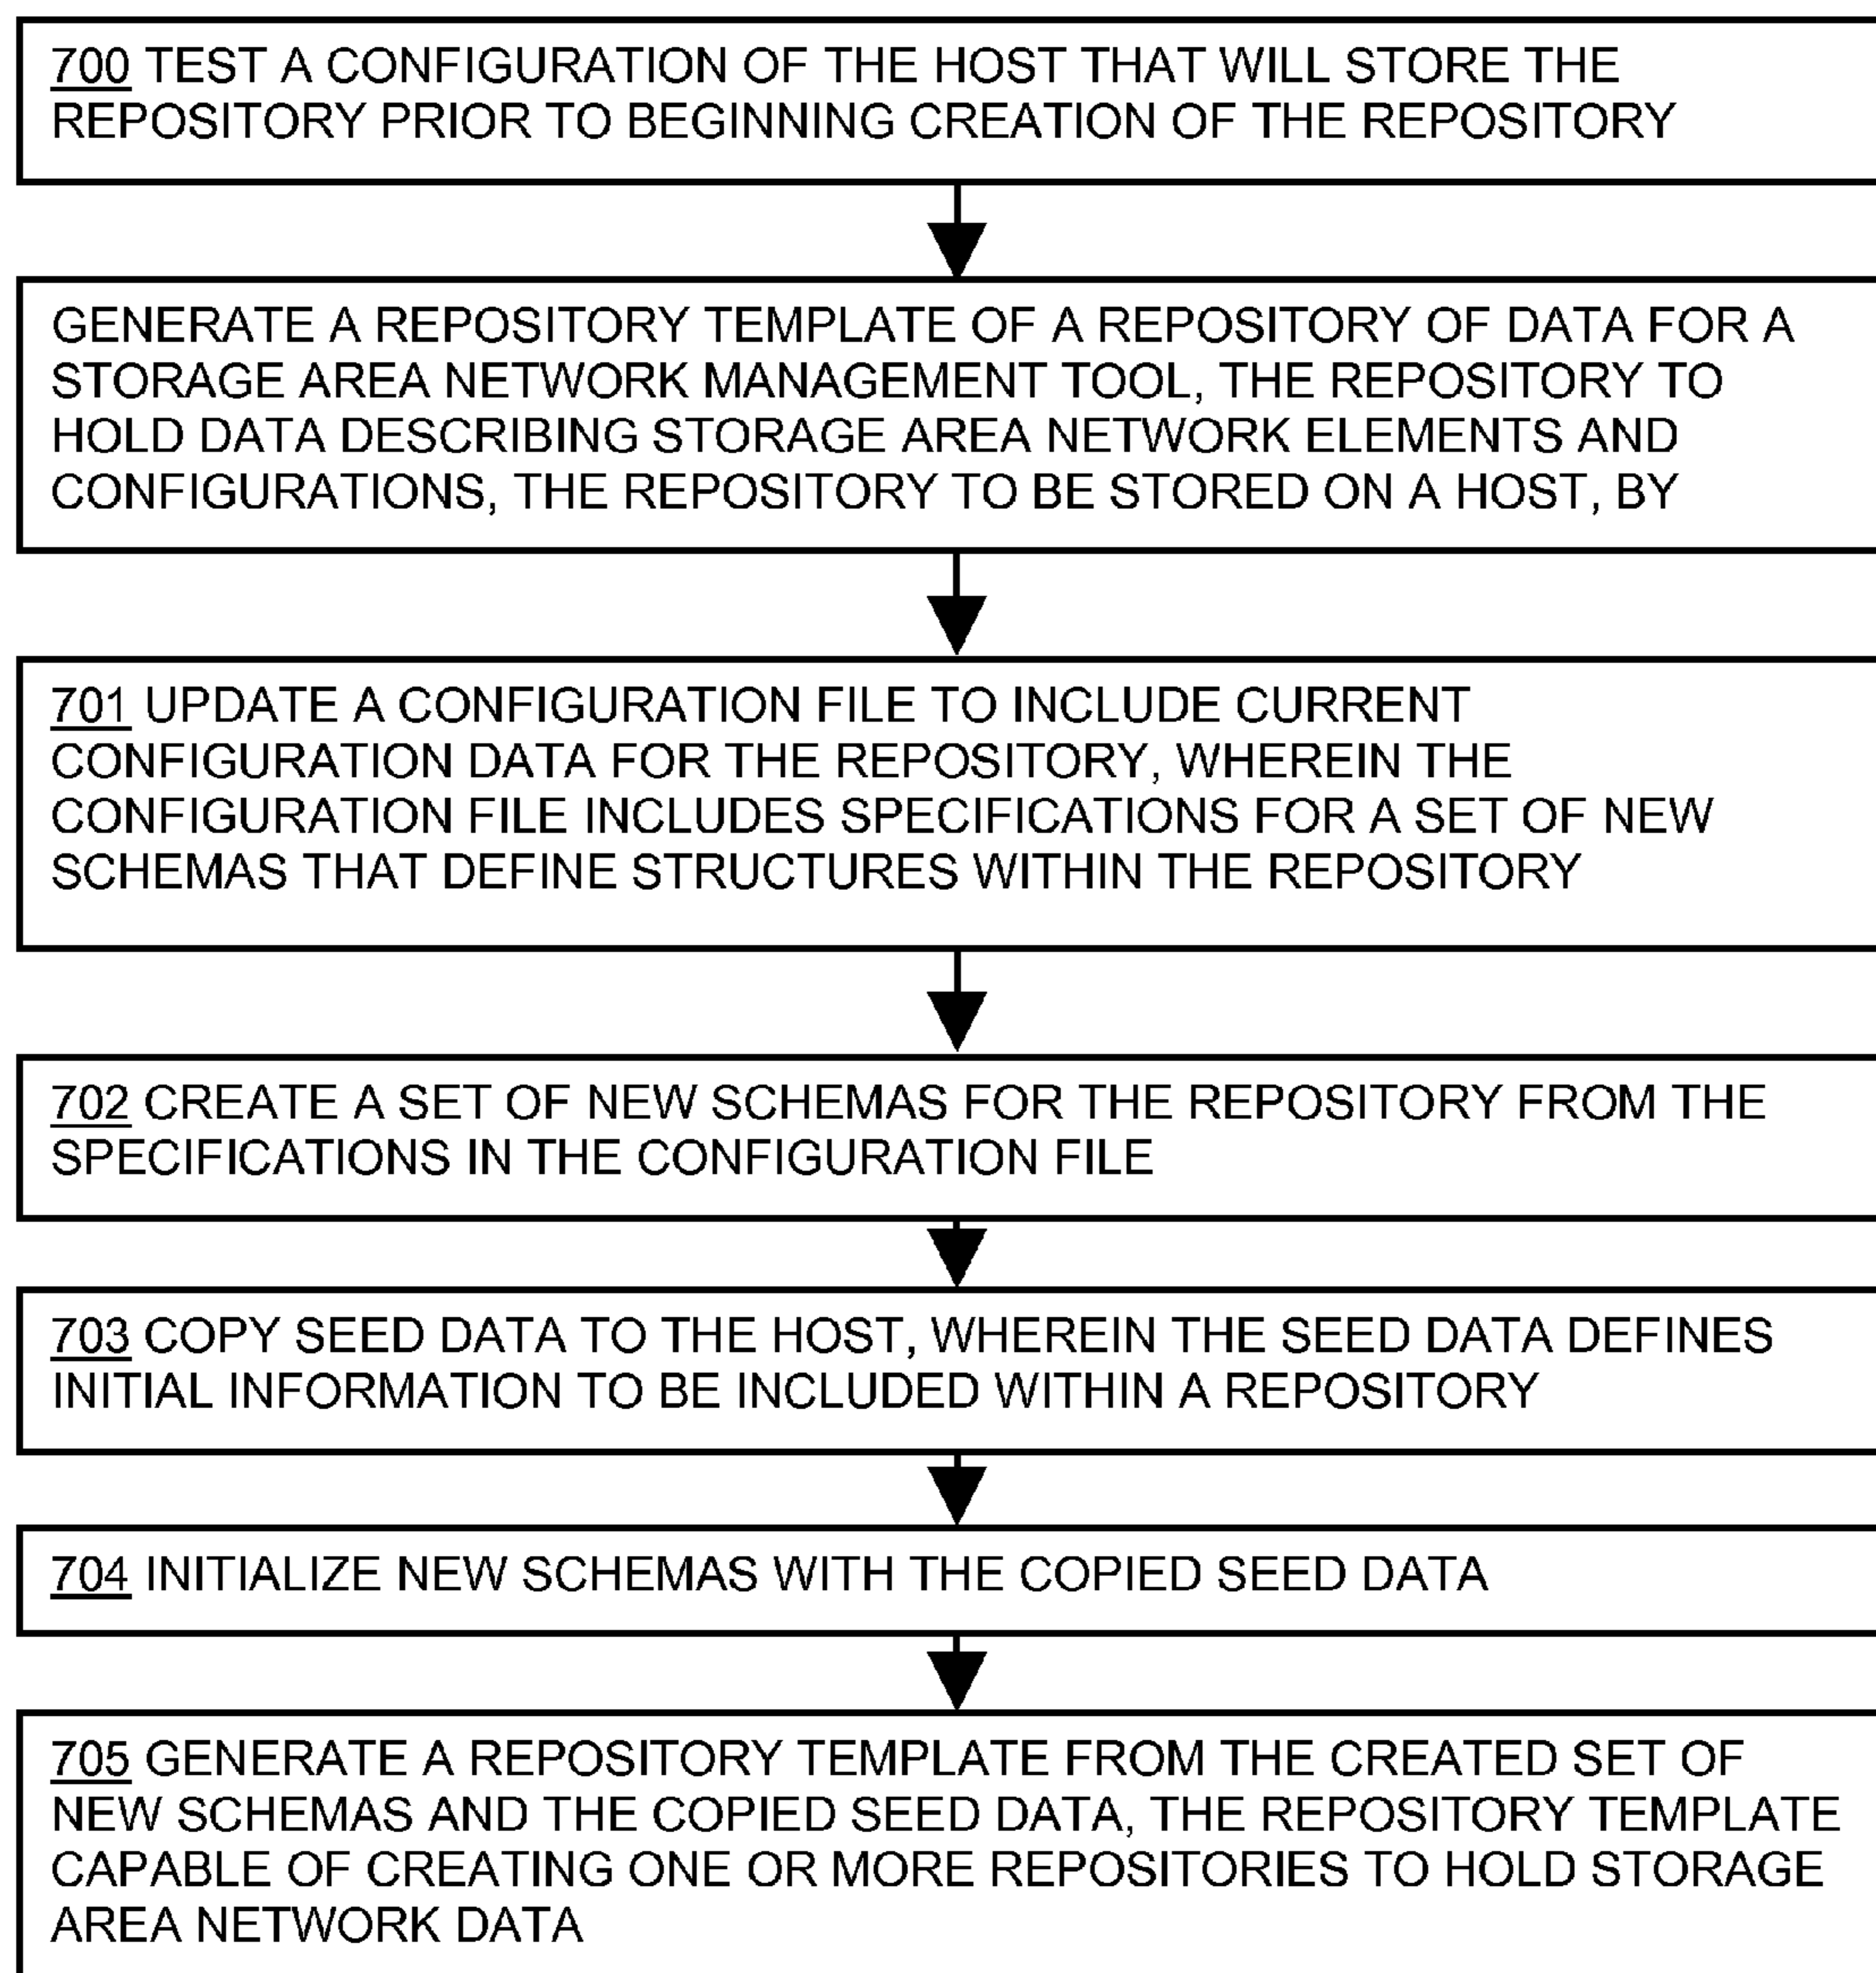 700 TEST A CONFIGURATION OF THE HOST THAT WILL STORE THE
REPOSITORY PRIOR TO BEGINNING CREATION OF THE REPOSITORY
GENERATE A REPOSITORY TEMPLATE OF A REPOSITORY OF DATA FOR A
STORAGE AREA NETWORK MANAGEMENT TOOL, THE REPOSITORY TO
HOLD DATA DESCRIBING STORAGE AREA NETWORK ELEMENTS AND
CONFIGURATIONS, THE REPOSITORY TO BE STORED ON A HOST, BY
701 UPDATE A CONFIGURATION FILE TO INCLUDE CURRENT
CONFIGURATION DATA FOR THE REPOSITORY, WHEREIN THE
CONFIGURATION FILE INCLUDES SPECIFICATIONS FOR A SET OF NEW
SCHEMAS THAT DEFINE STRUCTURES WITHIN THE REPOSITORY
702 CREATE A SET OF NEW SCHEMAS FOR THE REPOSITORY FROM THE
SPECIFICATIONS IN THE CONFIGURATION FILE
703 COPY SEED DATA TO THE HOST, WHEREIN THE SEED DATA DEFINES
INITIAL INFORMATION TO BE INCLUDED WITHIN A REPOSITORY
704 INITIALIZE NEW SCHEMAS WITH THE COPIED SEED DATA
705 GENERATE A REPOSITORY TEMPLATE FROM THE CREATED SET OF
NEW SCHEMAS AND THE COPIED SEED DATA, THE REPOSITORY TEMPLATE
CAPABLE OF CREATING ONE OR MORE REPOSITORIES TO HOLD STORAGE
AREA NETWORK DATA